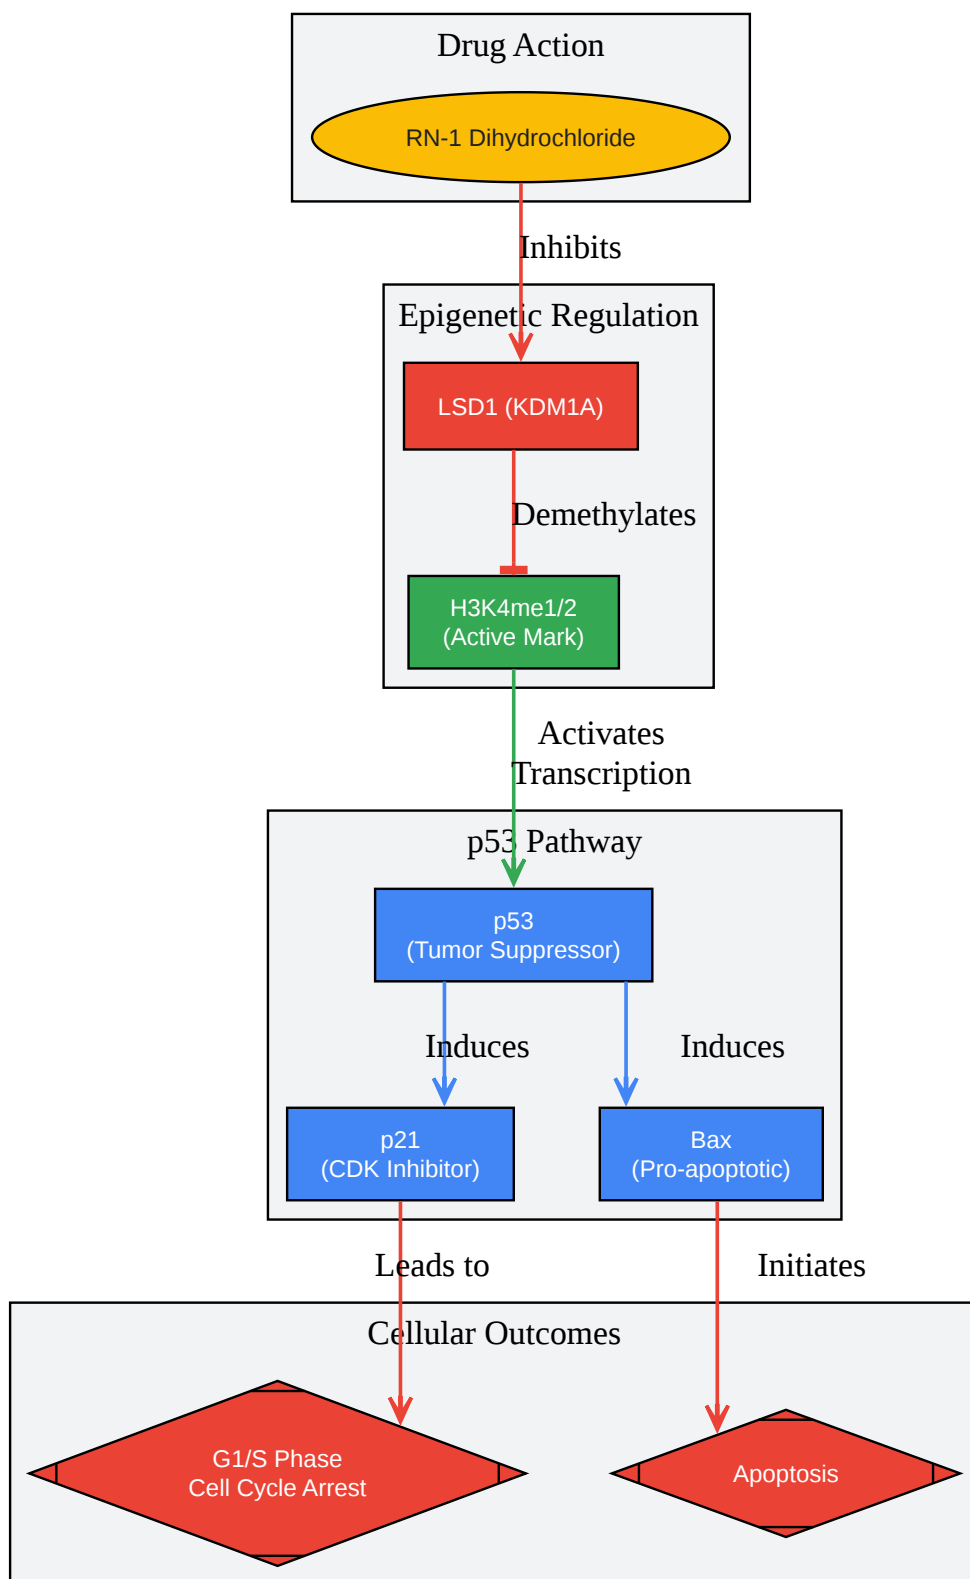 Drug Action
RN-1 Dihydrochloride
Inhibits
Epigenetic Regulation
LSD1 (KDM1A)
Demethylates
H3K4me1/2
(Active Mark)
Activates
Transcription
p53 Pathway
p53
(Tumor Suppressor)
Induces
Induces
p21
(CDK Inhibitor)
Bax
(Pro-apoptotic)
Leads to
Initiates
Cellular Outcomes
G1/S Phase
Cell Cycle Arrest
Apoptosis